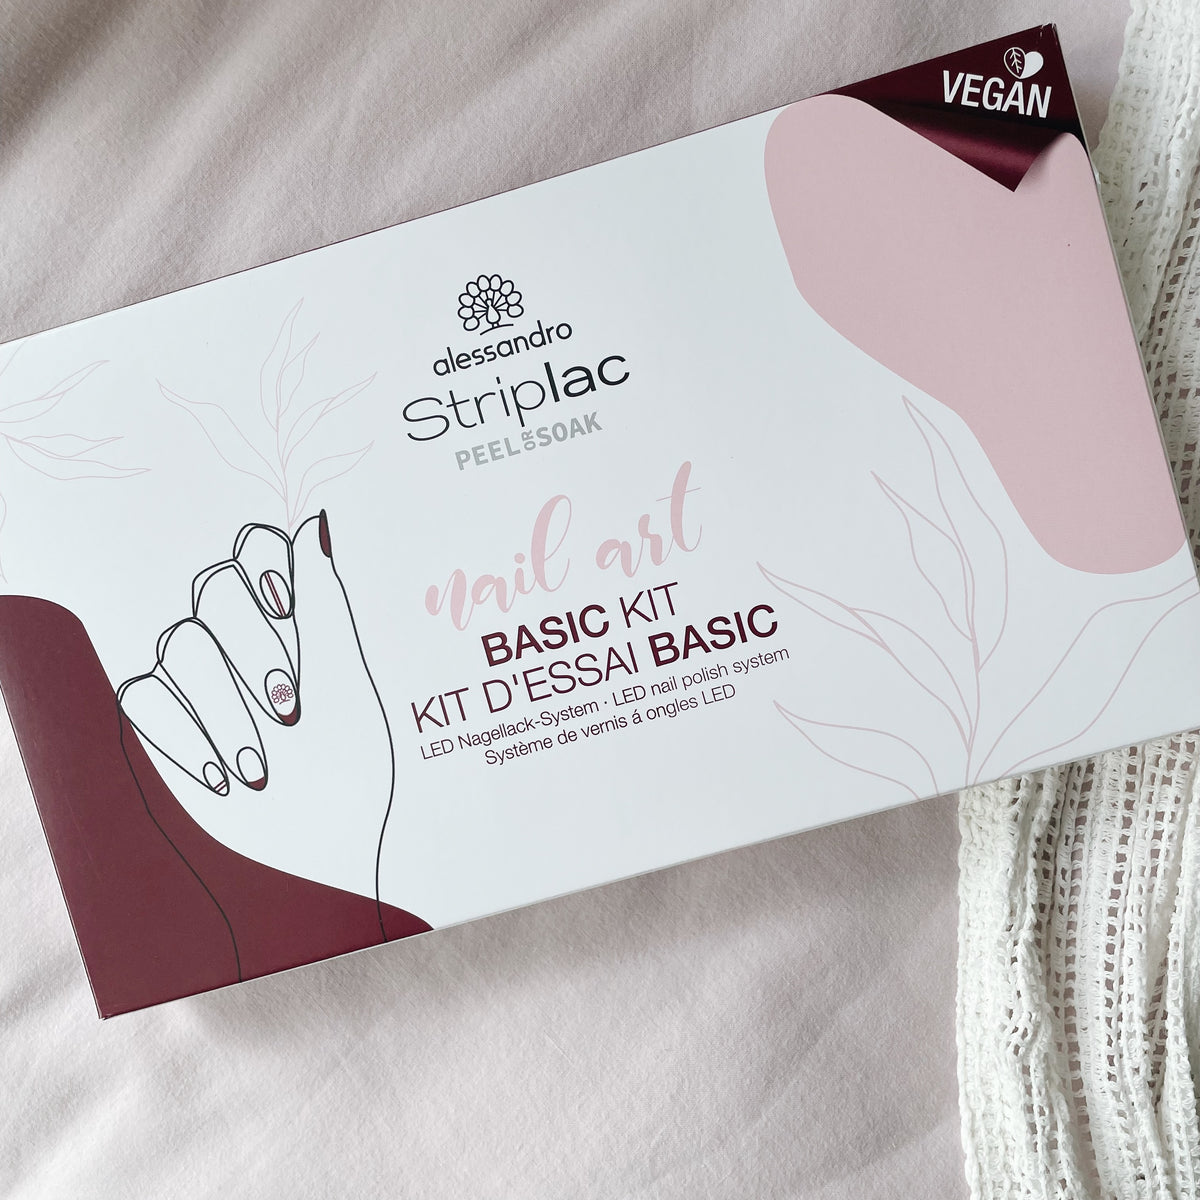 VEGAN
alessandro
Striplac
PEEL OR SOAK
nail art
BASIC KIT
KIT D'ESSAI BASIC
LED Nagellack-System · LED nail polish system
Système de vernis á ongles LED